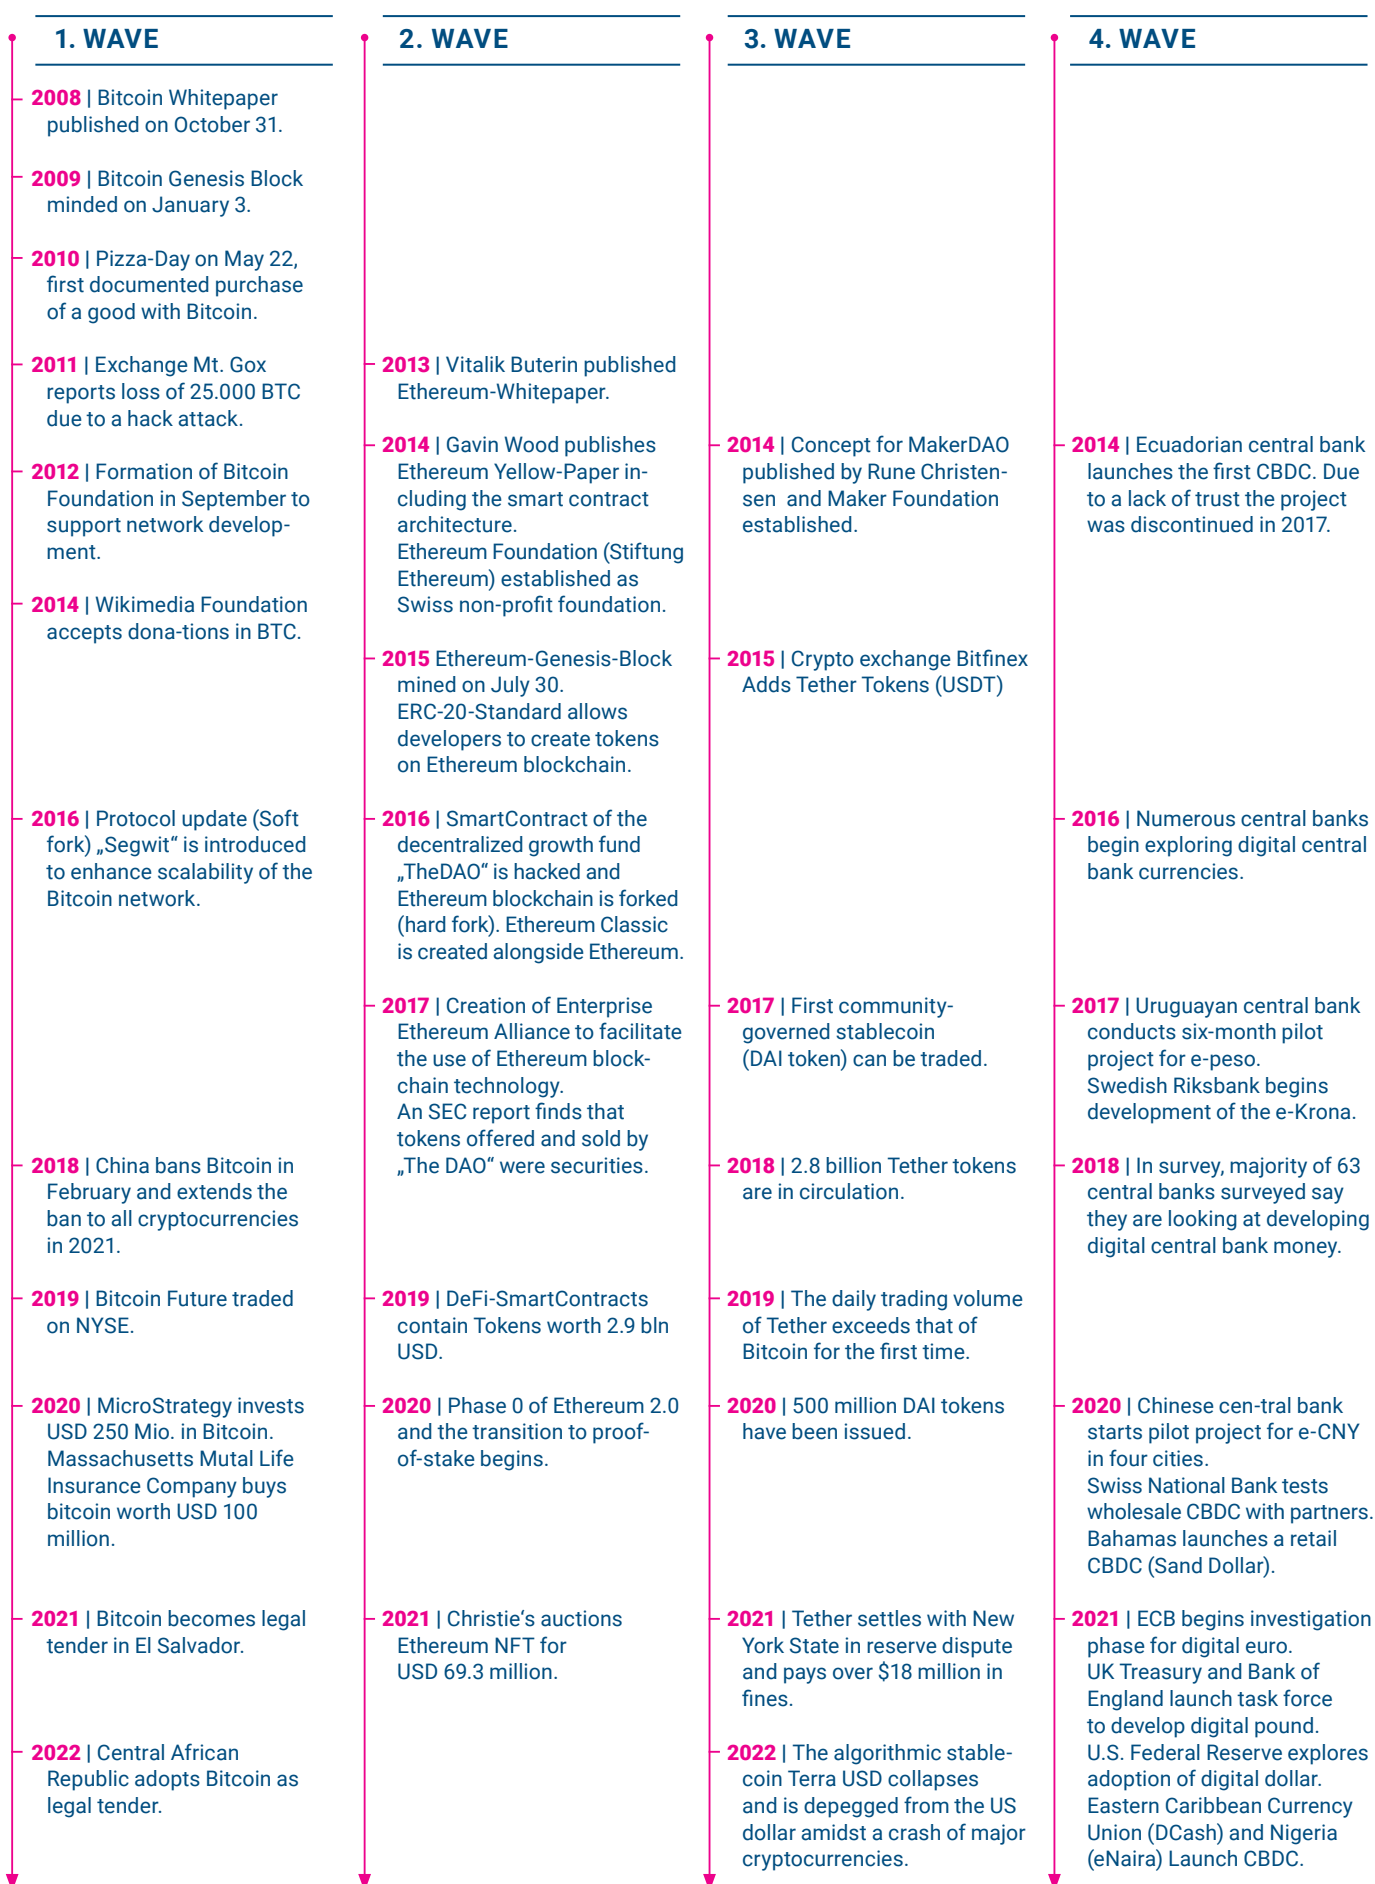 1. WAVE
2008 | Bitcoin Whitepaper
published on October 31.
2009 | Bitcoin Genesis Block
minded on January 3.
2010 | Pizza-Day on May 22,
first documented purchase
of a good with Bitcoin.
2011 | Exchange Mt. Gox
reports loss of 25.000 BTC
due to a hack attack.
2012 | Formation of Bitcoin
Foundation in September to
support network develop-
ment.
2014 | Wikimedia Foundation
accepts dona-tions in BTC.
2016 | Protocol update (Soft
fork) „Segwit“ is introduced
to enhance scalability of the
Bitcoin network.
2018 | China bans Bitcoin in
February and extends the
ban to all cryptocurrencies
in 2021.
2019 | Bitcoin Future traded
on NYSE.
2020 | MicroStrategy invests
USD 250 Mio. in Bitcoin.
Massachusetts Mutal Life
Insurance Company buys
bitcoin worth USD 100
million.
2021 | Bitcoin becomes legal
tender in El Salvador.
2022 | Central African
Republic adopts Bitcoin as
legal tender.
2. WAVE
2013 | Vitalik Buterin published
Ethereum-Whitepaper.
2014 | Gavin Wood publishes
Ethereum Yellow-Paper in-
cluding the smart contract
architecture.
Ethereum Foundation (Stiftung
Ethereum) established as
Swiss non-profit foundation.
2015 Ethereum-Genesis-Block
mined on July 30.
ERC-20-Standard allows
developers to create tokens
on Ethereum blockchain.
2016 | SmartContract of the
decentralized growth fund
„TheDAO“ is hacked and
Ethereum blockchain is forked
(hard fork). Ethereum Classic
is created alongside Ethereum.
2017 | Creation of Enterprise
Ethereum Alliance to facilitate
the use of Ethereum block-
chain technology.
An SEC report finds that
tokens offered and sold by
„The DAO“ were securities.
2019 | DeFi-SmartContracts
contain Tokens worth 2.9 bln
USD.
2020 | Phase 0 of Ethereum 2.0
and the transition to proof-
of-stake begins.
2021 | Christie‘s auctions
Ethereum NFT for
USD 69.3 million.
3. WAVE
2014 | Concept for MakerDAO
published by Rune Christen-
sen and Maker Foundation
established.
2015 | Crypto exchange Bitfinex
Adds Tether Tokens (USDT)
2017 | First community-
governed stablecoin
(DAI token) can be traded.
2018 | 2.8 billion Tether tokens
are in circulation.
2019 | The daily trading volume
of Tether exceeds that of
Bitcoin for the first time.
2020 | 500 million DAI tokens
have been issued.
2021 | Tether settles with New
York State in reserve dispute
and pays over $18 million in
fines.
2022 | The algorithmic stable-
coin Terra USD collapses
and is depegged from the US
dollar amidst a crash of major
cryptocurrencies.
4. WAVE
2014 | Ecuadorian central bank
launches the first CBDC. Due
to a lack of trust the project
was discontinued in 2017.
2016 | Numerous central banks
begin exploring digital central
bank currencies.
2017 | Uruguayan central bank
conducts six-month pilot
project for e-peso.
Swedish Riksbank begins
development of the e-Krona.
2018 | In survey, majority of 63
central banks surveyed say
they are looking at developing
digital central bank money.
2020 | Chinese cen-tral bank
starts pilot project for e-CNY
in four cities.
Swiss National Bank tests
wholesale CBDC with partners.
Bahamas launches a retail
CBDC (Sand Dollar).
2021 | ECB begins investigation
phase for digital euro.
UK Treasury and Bank of
England launch task force
to develop digital pound.
U.S. Federal Reserve explores
adoption of digital dollar.
Eastern Caribbean Currency
Union (DCash) and Nigeria
(eNaira) Launch CBDC.